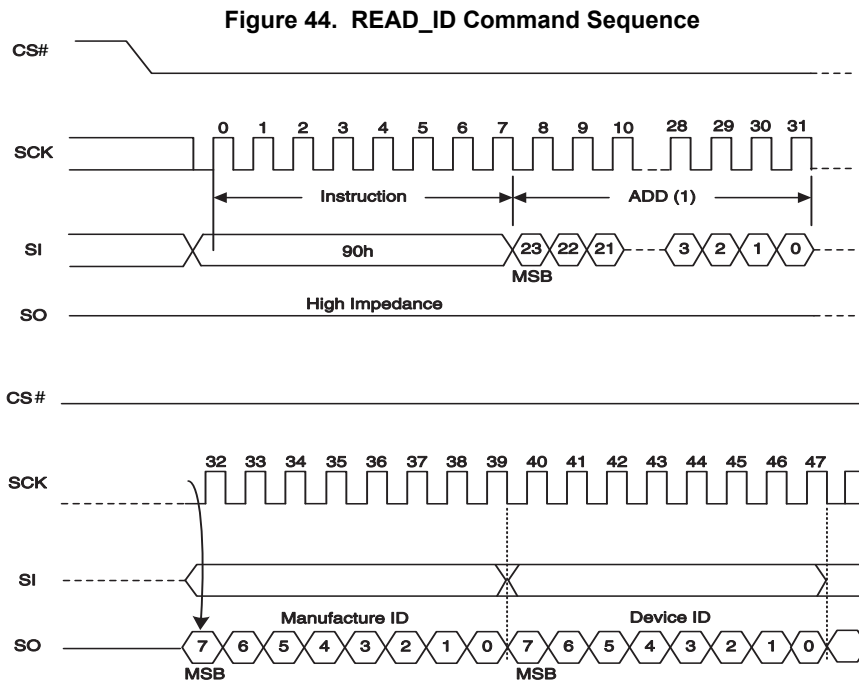 Figure 44.  READ_ID Command Sequence
CS#
0 1 2 3 4 5 6 7 8 9 10 28 29 30 31
SCK
Instruction ADD (1)
SI 90h 23 22 21 3 2 1 0
MSB
High Impedance
SO
CS#
32 33 34 35 36 37 38 39 40 41 42 43 44 45 46 47
SCK
SI
Manufacture ID Device ID
SO 7 6 5 4 3 2 1 0 7 6 5 4 3 2 1 0
MSB MSB